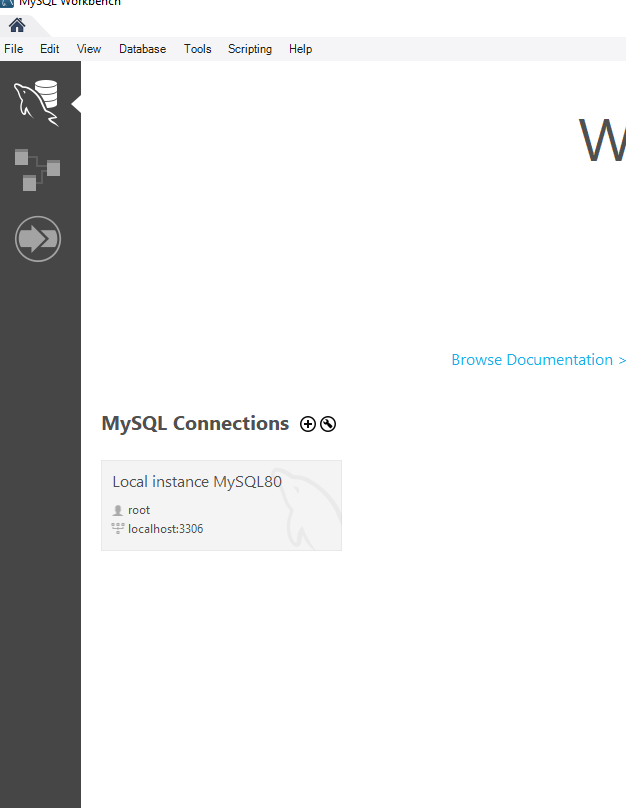 MySQL Workbench
File Edit View Database Tools Scripting Help
W
Browse Documentation >
MySQL Connections
Local instance MySQL80
root
localhost:3306